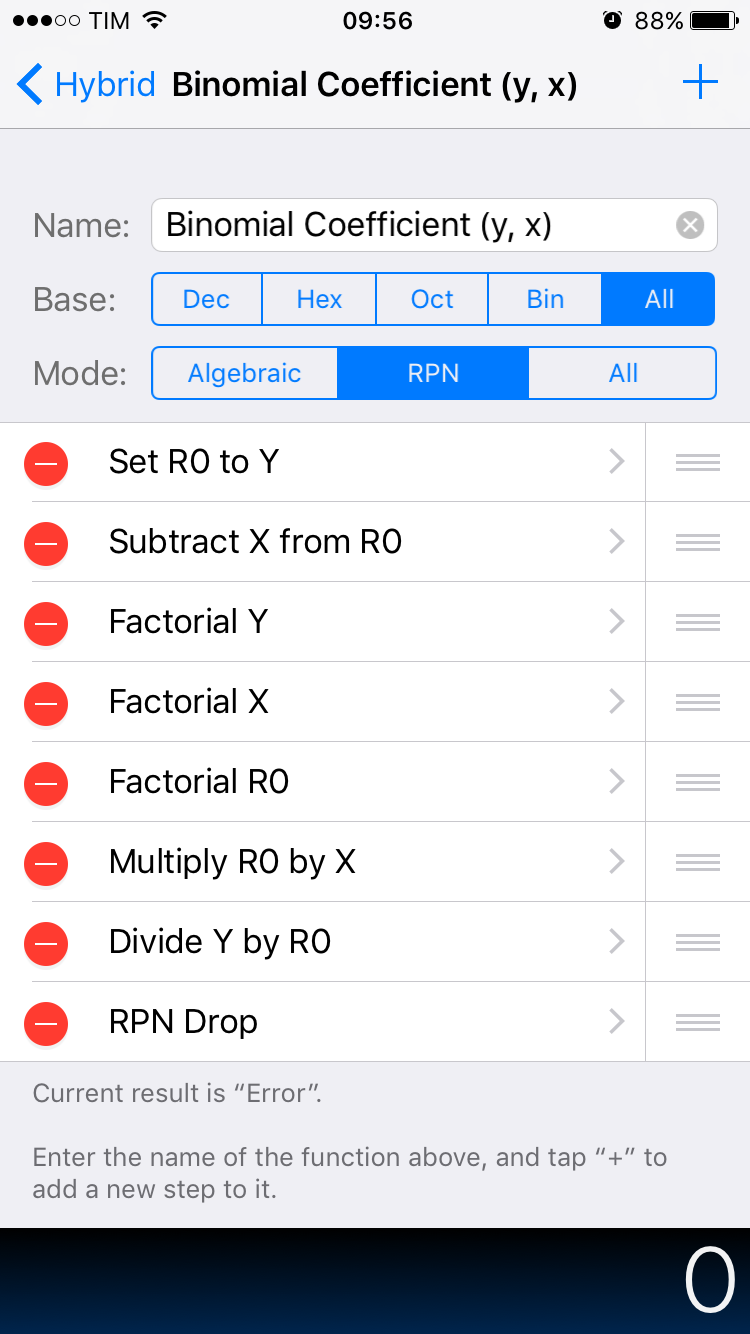 TIM 09:56 88%
Hybrid Binomial Coefficient (y, x) +
Name: Binomial Coefficient (y, x)
Base: Dec Hex Oct Bin All
Mode: Algebraic RPN All
Set R0 to Y
Subtract X from R0
Factorial Y
Factorial X
Factorial R0
Multiply R0 by X
Divide Y by R0
RPN Drop
Current result is “Error”.
Enter the name of the function above, and tap “+” to
add a new step to it.
0